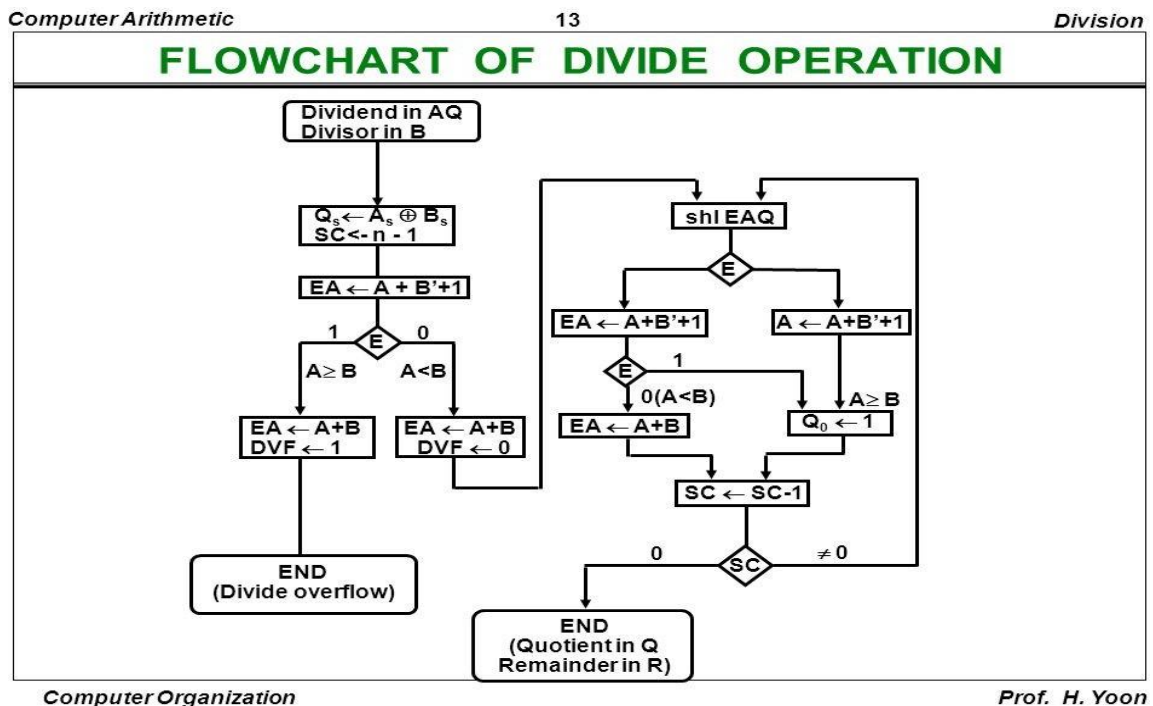 Computer Arithmetic 13 Division
FLOWCHART OF DIVIDE OPERATION
Dividend in AQ
Divisor in B
Qs ← As ⊕ Bs
SC<- n - 1
EA ← A + B'+1
1 E 0
A≥ B A<B
EA ← A+B
DVF ← 1
EA ← A+B
DVF ← 0
END
(Divide overflow)
shl EAQ
E
EA ← A+B'+1
A ← A+B'+1
E 1
0(A<B)
A≥ B
EA ← A+B
Q0 ← 1
SC ← SC-1
0 SC ≠ 0
END
(Quotient in Q
Remainder in R)
Computer Organization Prof. H. Yoon